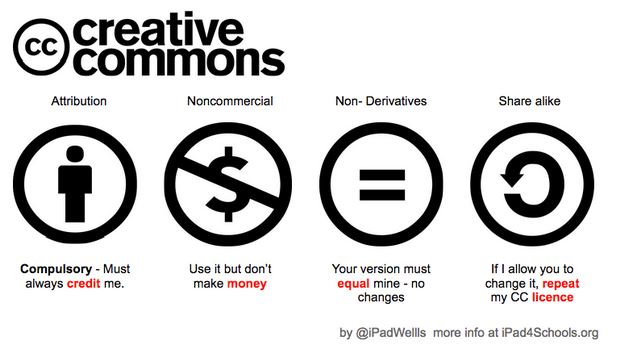 cc creative
commons
Attribution Noncommercial Non- Derivatives Share alike
$ =
Compulsory - Must
always credit me.
Use it but don't
make money
Your version must
equal mine - no
changes
If I allow you to
change it, repeat
my CC licence
by @iPadWellls more info at iPad4Schools.org